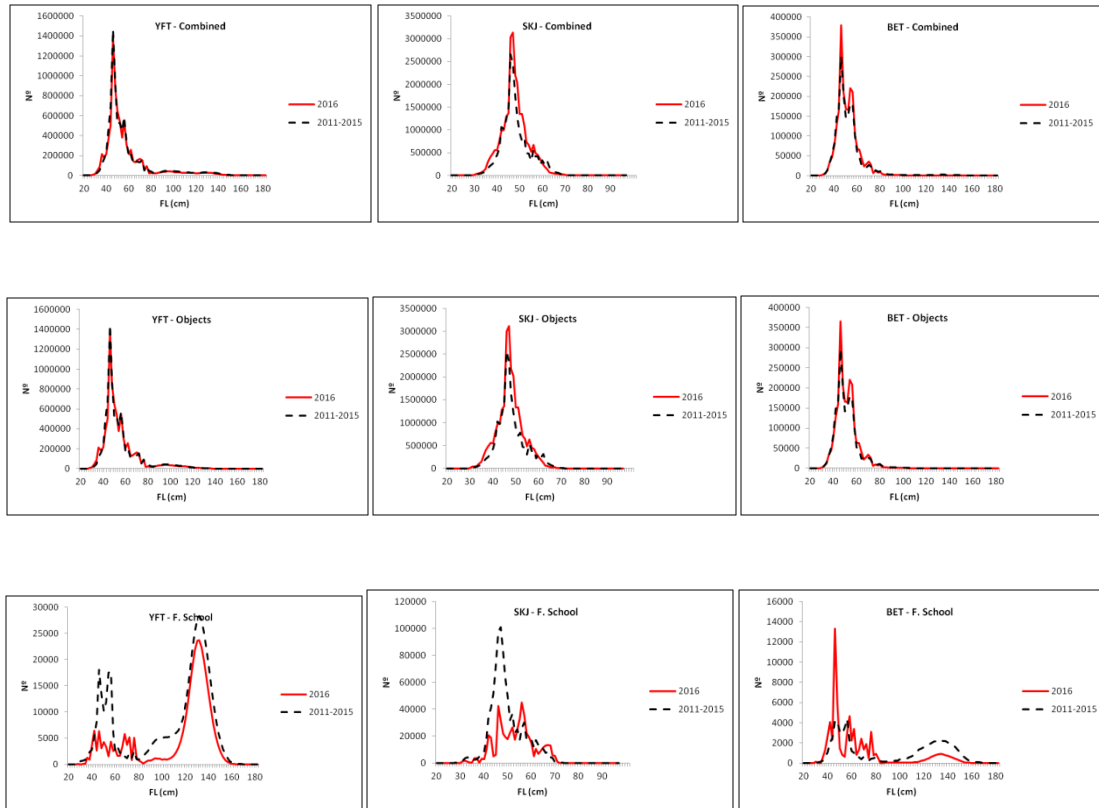 YFT - Combined
1600000
1400000
1200000
1000000
800000
600000
400000
200000
0
Nº
20 40 60 80 100 120 140 160 180
FL (cm)
2016
2011-2015
SKJ - Combined
3500000
3000000
2500000
2000000
1500000
1000000
500000
0
Nº
20 30 40 50 60 70 80 90
FL (cm)
2016
2011-2015
BET - Combined
400000
350000
300000
250000
200000
150000
100000
50000
0
Nº
20 40 60 80 100 120 140 160 180
FL (cm)
2016
2011-2015
YFT - Objects
1600000
1400000
1200000
1000000
800000
600000
400000
200000
0
Nº
20 40 60 80 100 120 140 160 180
FL (cm)
2016
2011-2015
SKJ - Objects
3500000
3000000
2500000
2000000
1500000
1000000
500000
0
Nº
20 30 40 50 60 70 80 90
FL (cm)
2016
2011-2015
BET - Objects
400000
350000
300000
250000
200000
150000
100000
50000
0
Nº
20 40 60 80 100 120 140 160 180
FL (cm)
2016
2011-2015
YFT - F. School
30000
25000
20000
15000
10000
5000
0
Nº
20 40 60 80 100 120 140 160 180
FL (cm)
2016
2011-2015
SKJ - F. School
120000
100000
80000
60000
40000
20000
0
Nº
20 30 40 50 60 70 80 90
FL (cm)
2016
2011-2015
BET - F. School
16000
14000
12000
10000
8000
6000
4000
2000
0
Nº
20 40 60 80 100 120 140 160 180
FL (cm)
2016
2011-2015